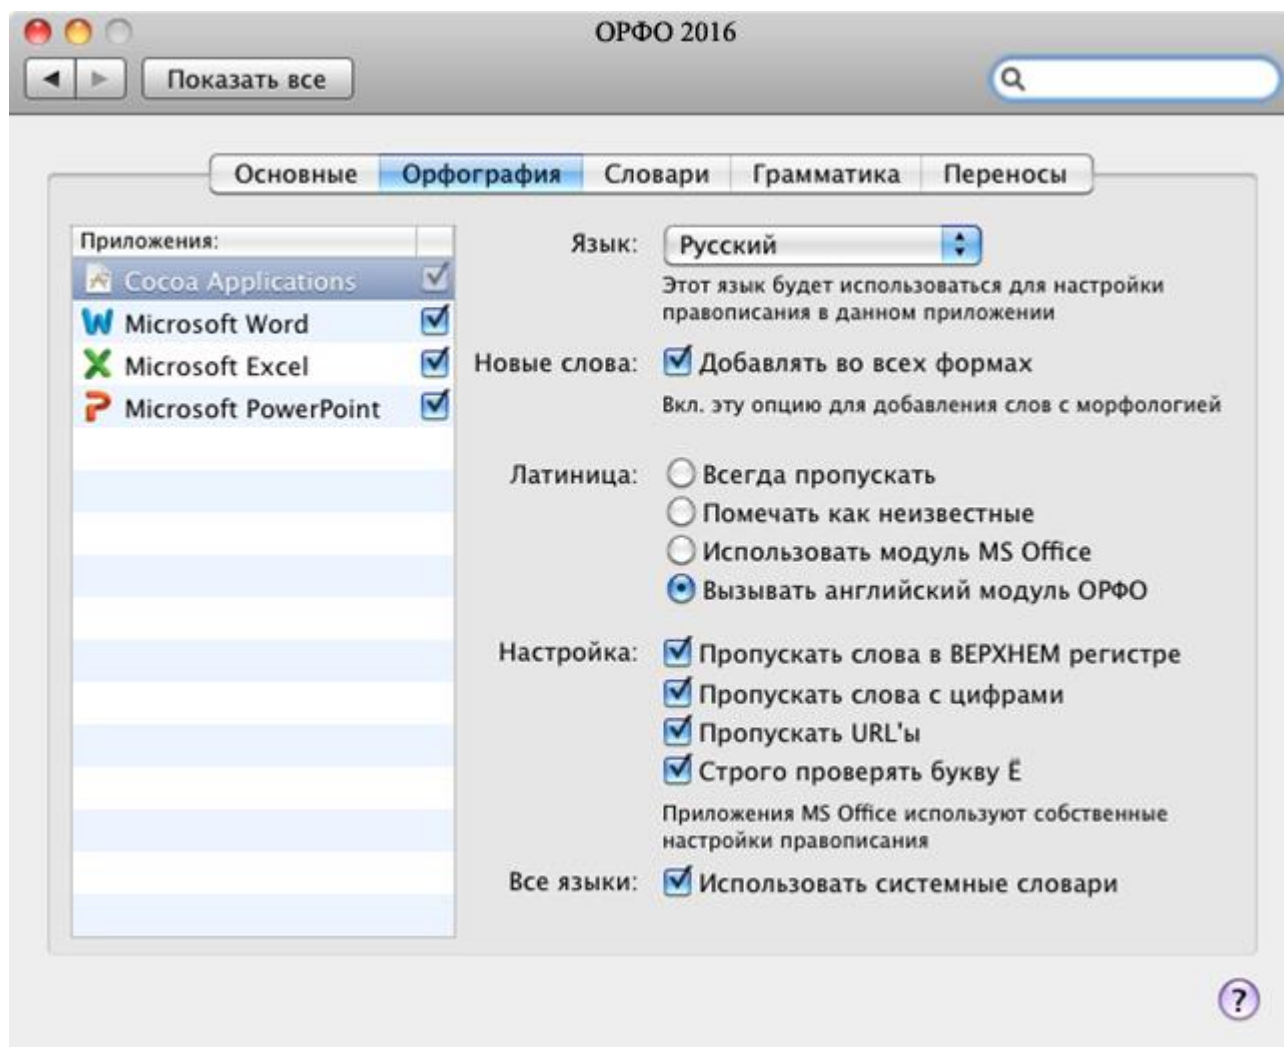 ОРФО 2016
Показать все
Основные Орфография Словари Грамматика Переносы
Приложения:
Cocoa Applications
Microsoft Word
Microsoft Excel
Microsoft PowerPoint
Язык: Русский
Этот язык будет использоваться для настройки
правописания в данном приложении
Новые слова: Добавлять во всех формах
Вкл. эту опцию для добавления слов с морфологией
Латиница: Всегда пропускать
Помечать как неизвестные
Использовать модуль MS Office
Вызывать английский модуль ОРФО
Настройка: Пропускать слова в ВЕРХНЕМ регистре
Пропускать слова с цифрами
Пропускать URL'ы
Строго проверять букву Ё
Приложения MS Office используют собственные
настройки правописания
Все языки: Использовать системные словари
?